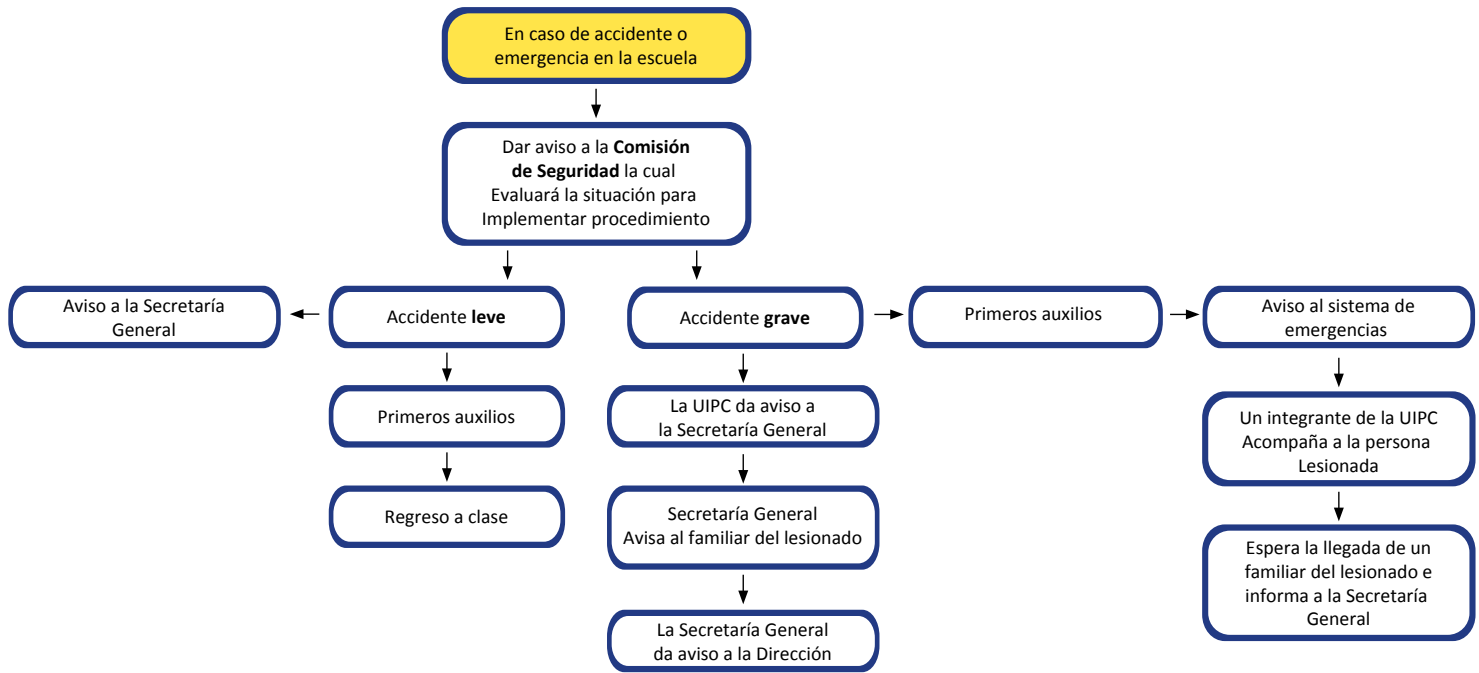 En caso de accidente o
emergencia en la escuela
Dar aviso a la Comisión
de Seguridad la cual
Evaluará la situación para
Implementar procedimiento
Aviso a la Secretaría
General
Accidente leve
Accidente grave
Primeros auxilios
Aviso al sistema de
emergencias
Primeros auxilios
La UIPC da aviso a
la Secretaría General
Un integrante de la UIPC
Acompaña a la persona
Lesionada
Regreso a clase
Secretaría General
Avisa al familiar del lesionado
Espera la llegada de un
familiar del lesionado e
informa a la Secretaría
General
La Secretaría General
da aviso a la Dirección